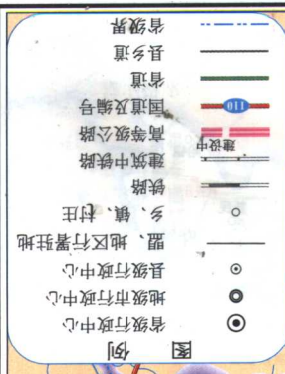 图 例
省级行政中心
地级市行政中心
县级行政中心
盟、地区行署驻地
乡、镇、村庄
铁路
建筑中铁路
建设中 高等级公路
110 国道及编号
省道
县乡道
省级界